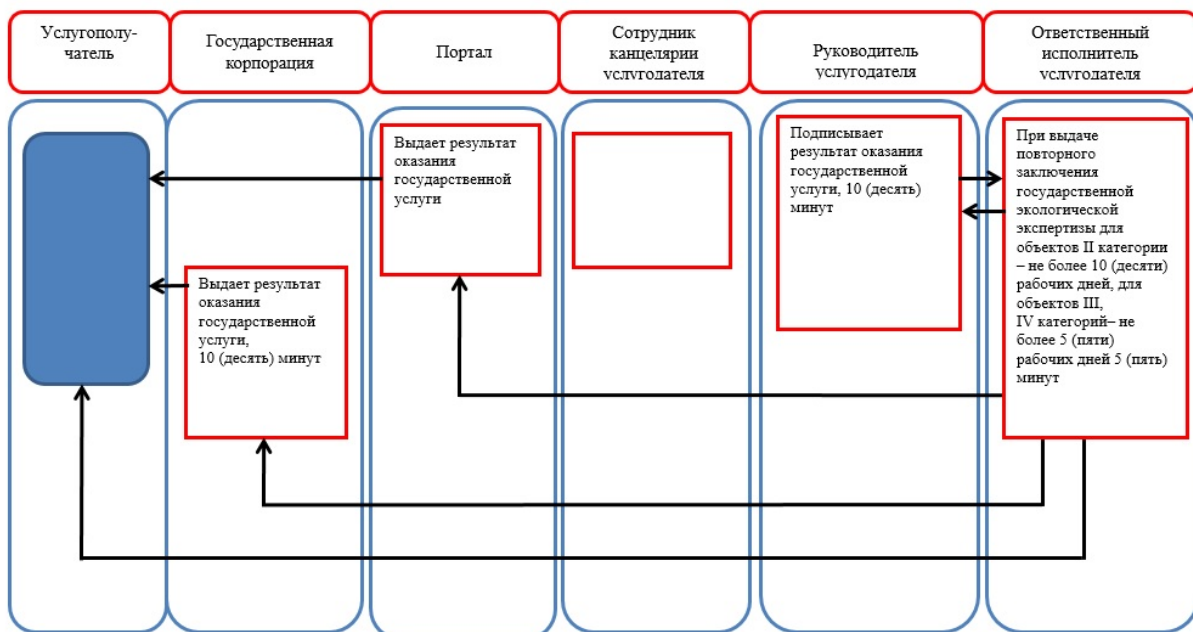 Услугополу-
чатель
Государственная
корпорация
Портал
Сотрудник
канцелярии
услугодателя
Руководитель
услугодателя
Ответственный
исполнитель
услугодателя
Выдает результат
оказания
государственной
услуги,
10 (десять) минут
Выдает результат
оказания
государственной
услуги
Подписывает
результат оказания
государственной
услуги, 10 (десять)
минут
При выдаче
повторного
заключения
государственной
экологической
экспертизы для
объектов II категории
– не более 10 (десяти)
рабочих дней, для
объектов III,
IV категорий– не
более 5 (пяти)
рабочих дней 5 (пять)
минут